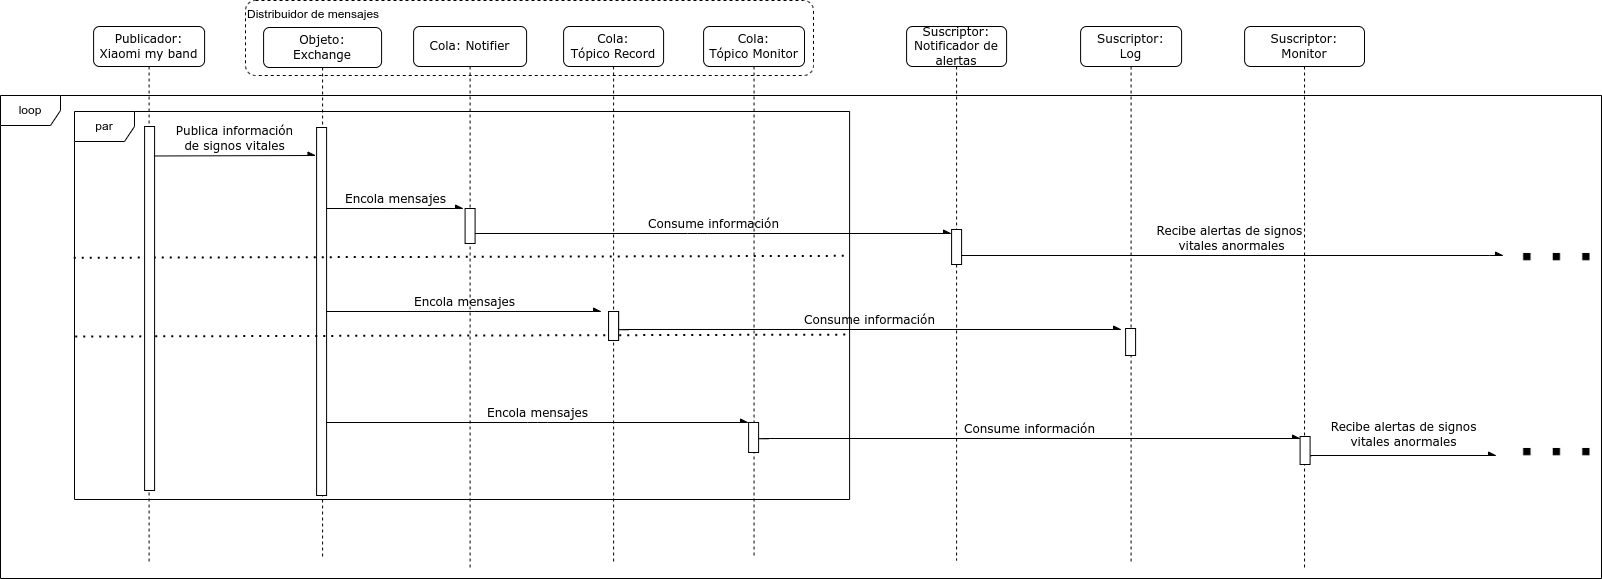 Distribuidor de mensajes
Publicador:
Xiaomi my band
Objeto:
Exchange
Cola: Notifier
Cola:
Tópico Record
Cola:
Tópico Monitor
Suscriptor:
Notificador de
alertas
Suscriptor:
Log
Suscriptor:
Monitor
loop
par
Publica información
de signos vitales
Encola mensajes
Consume información
Recibe alertas de signos
vitales anormales
Encola mensajes
Consume información
Encola mensajes
Consume información
Recibe alertas de signos
vitales anormales